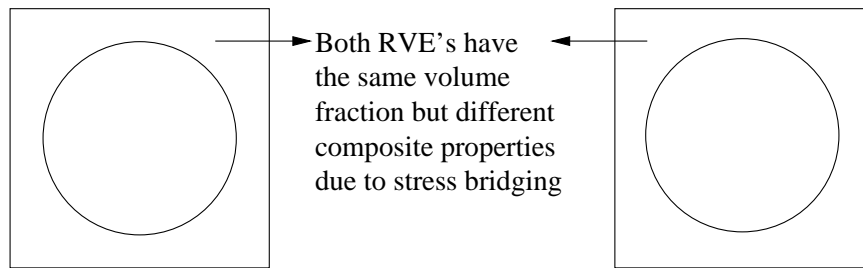 Both RVE's have
the same volume
fraction but different
composite properties
due to stress bridging